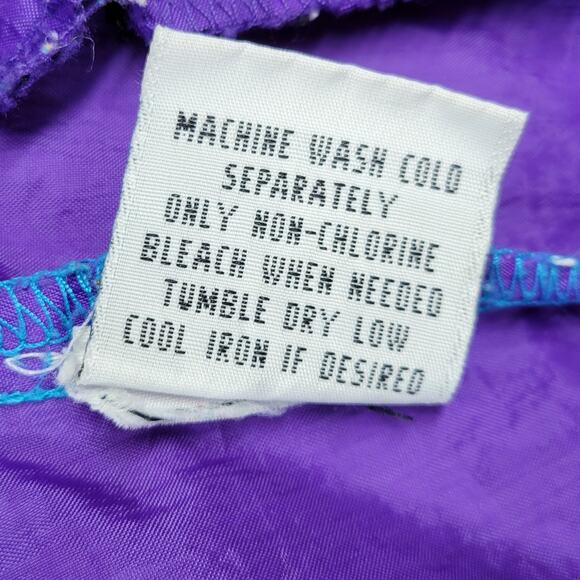 MACHINE WASH COLD
SEPARATELY
ONLY NON-CHLORINE
BLEACH WHEN NEEDED
TUMBLE DRY LOW
COOL IRON IF DESIRED